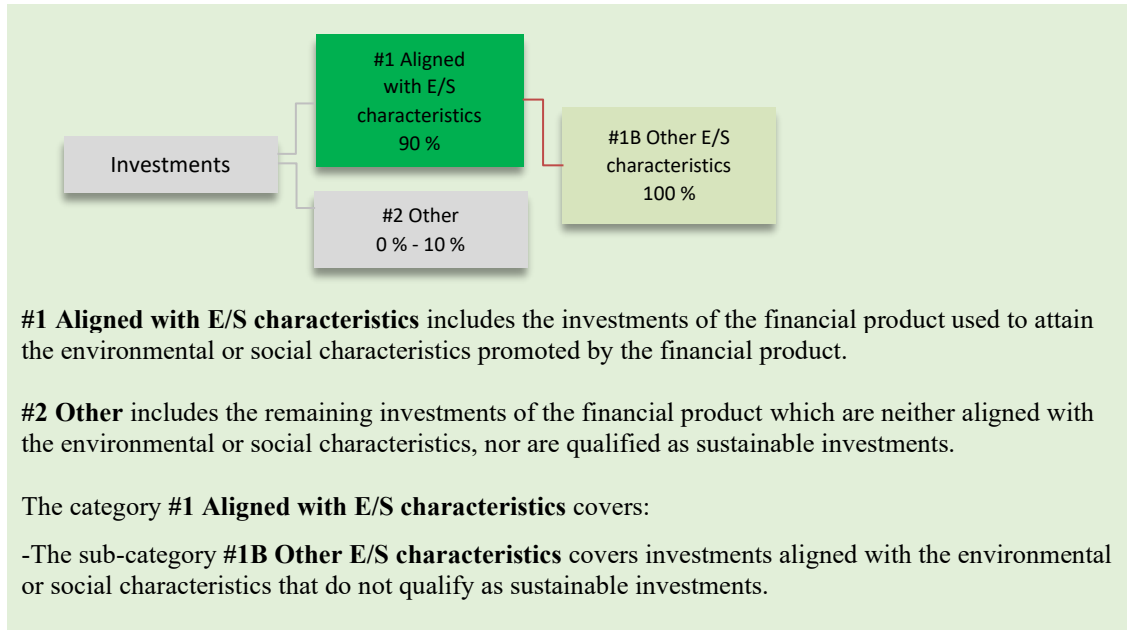 #1 Aligned
with E/S
characteristics
90 %
Investments
#1B Other E/S
characteristics
100 %
#2 Other
0 % - 10 %
#1 Aligned with E/S characteristics includes the investments of the financial product used to attain
the environmental or social characteristics promoted by the financial product.
#2 Other includes the remaining investments of the financial product which are neither aligned with
the environmental or social characteristics, nor are qualified as sustainable investments.
The category #1 Aligned with E/S characteristics covers:
-The sub-category #1B Other E/S characteristics covers investments aligned with the environmental
or social characteristics that do not qualify as sustainable investments.